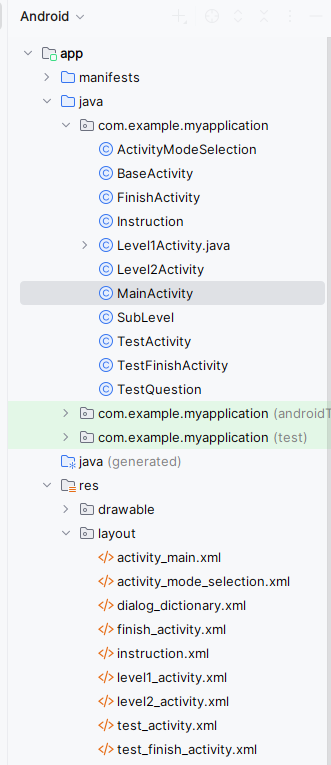 Android
app
manifests
java
com.example.myapplication
ActivityModeSelection
BaseActivity
FinishActivity
Instruction
Level1Activity.java
Level2Activity
MainActivity
SubLevel
TestActivity
TestFinishActivity
TestQuestion
com.example.myapplication (androidT
com.example.myapplication (test)
java (generated)
res
drawable
layout
activity_main.xml
activity_mode_selection.xml
dialog_dictionary.xml
finish_activity.xml
instruction.xml
level1_activity.xml
level2_activity.xml
test_activity.xml
test_finish_activity.xml